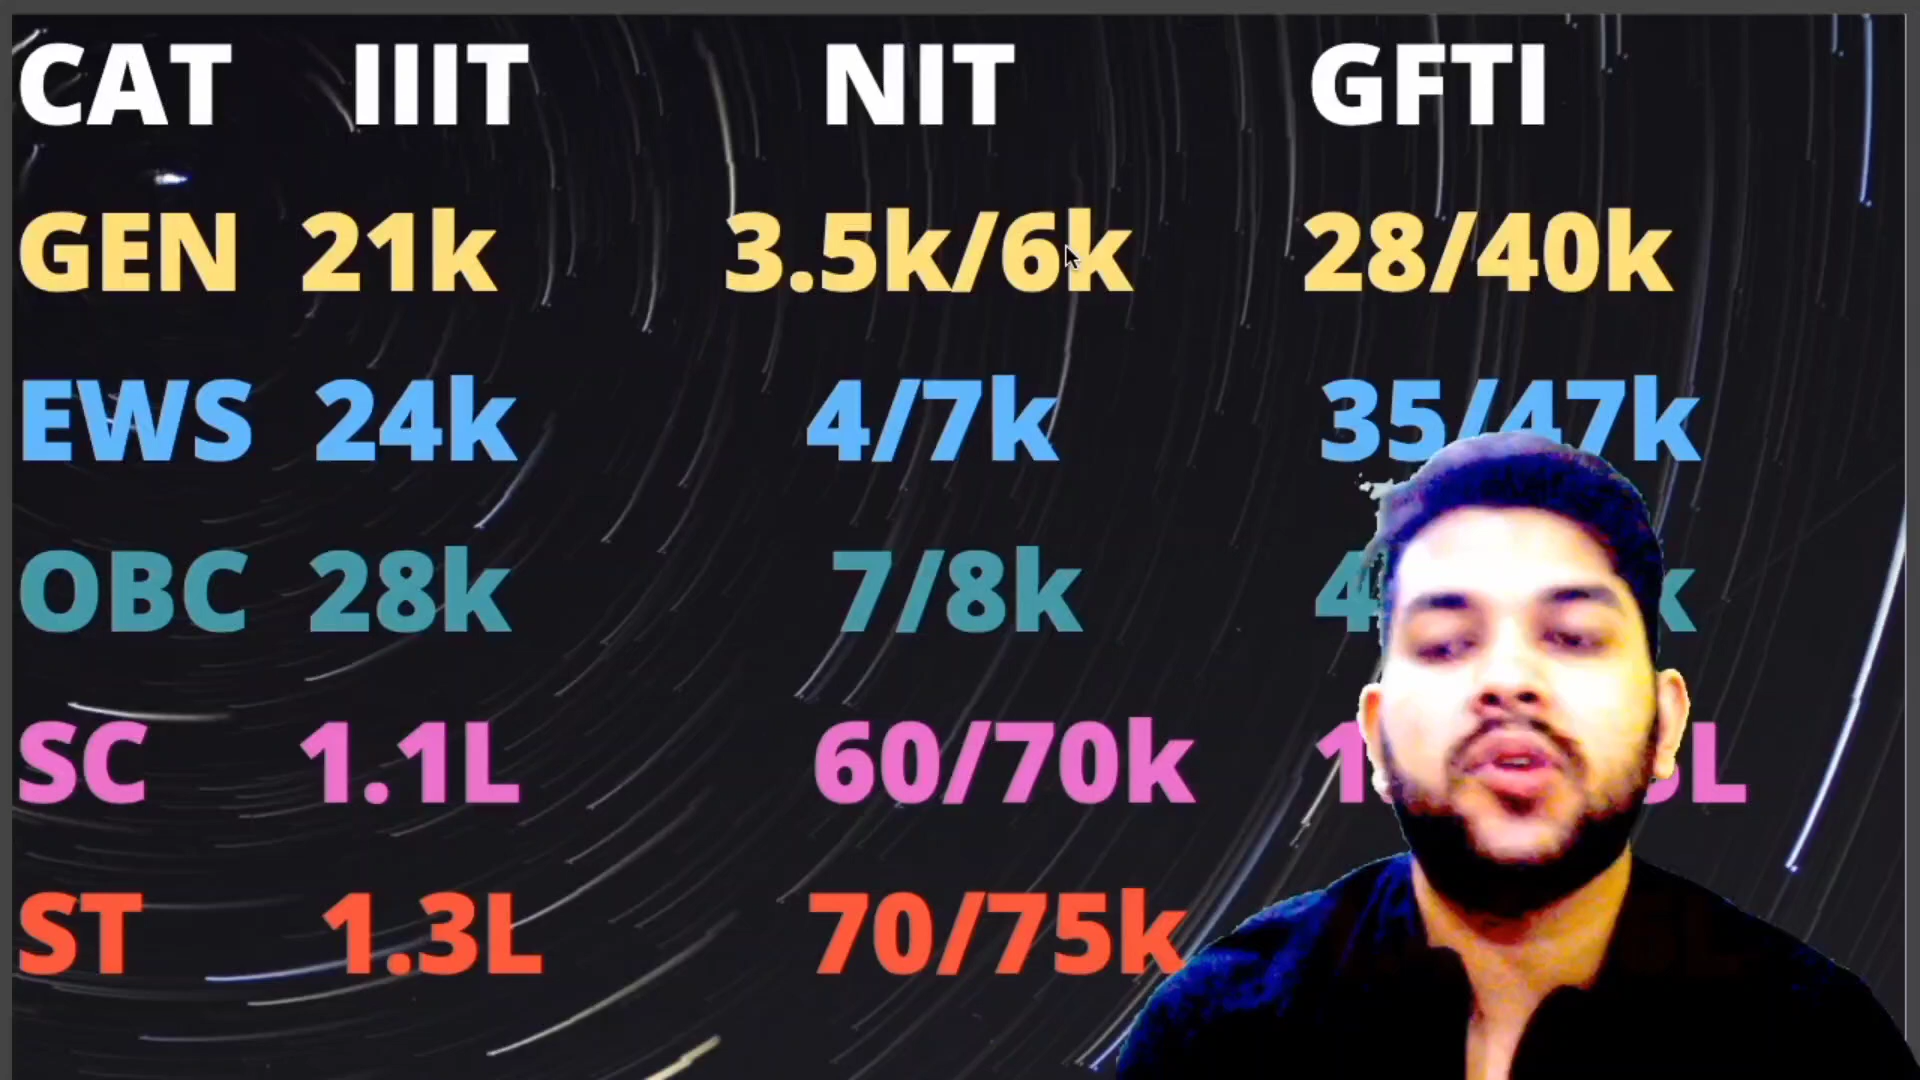 CAT IIIT NIT GFTI
GEN 21k 3.5k/6k 28/40k
EWS 24k 4/7k 35/47k
OBC 28k 7/8k
SC 1.1L 60/70k
ST 1.3L 70/75k